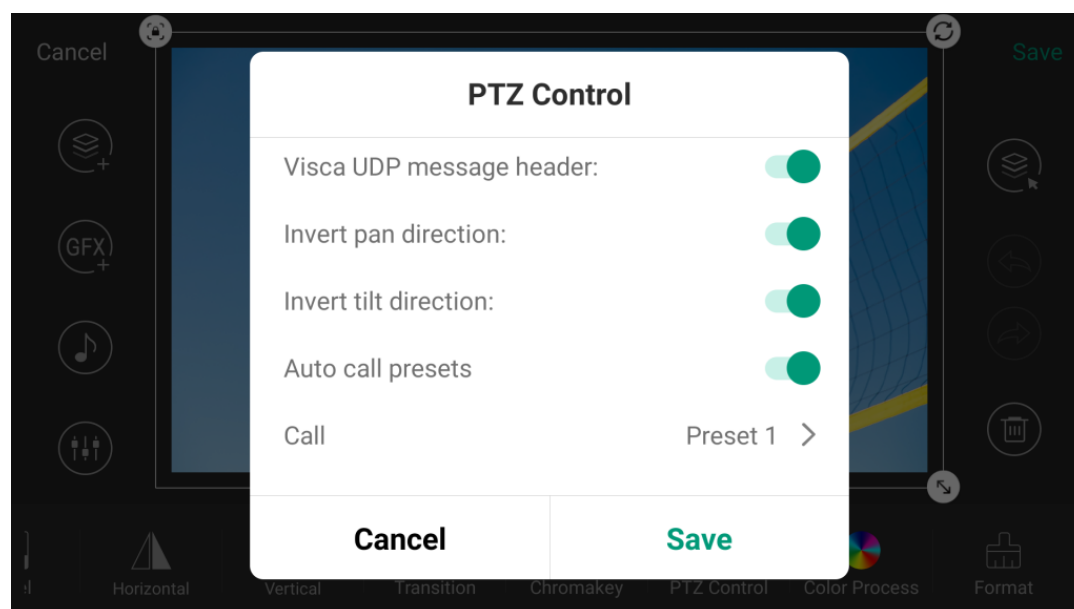 Cancel
Save
PTZ Control
Visca UDP message header:
Invert pan direction:
GFX
Invert tilt direction:
Auto call presets
Call
Preset 1
Cancel
Save
Horizontal
Vertical
Transition
Chromakey
PTZ Control
Color Process
Format